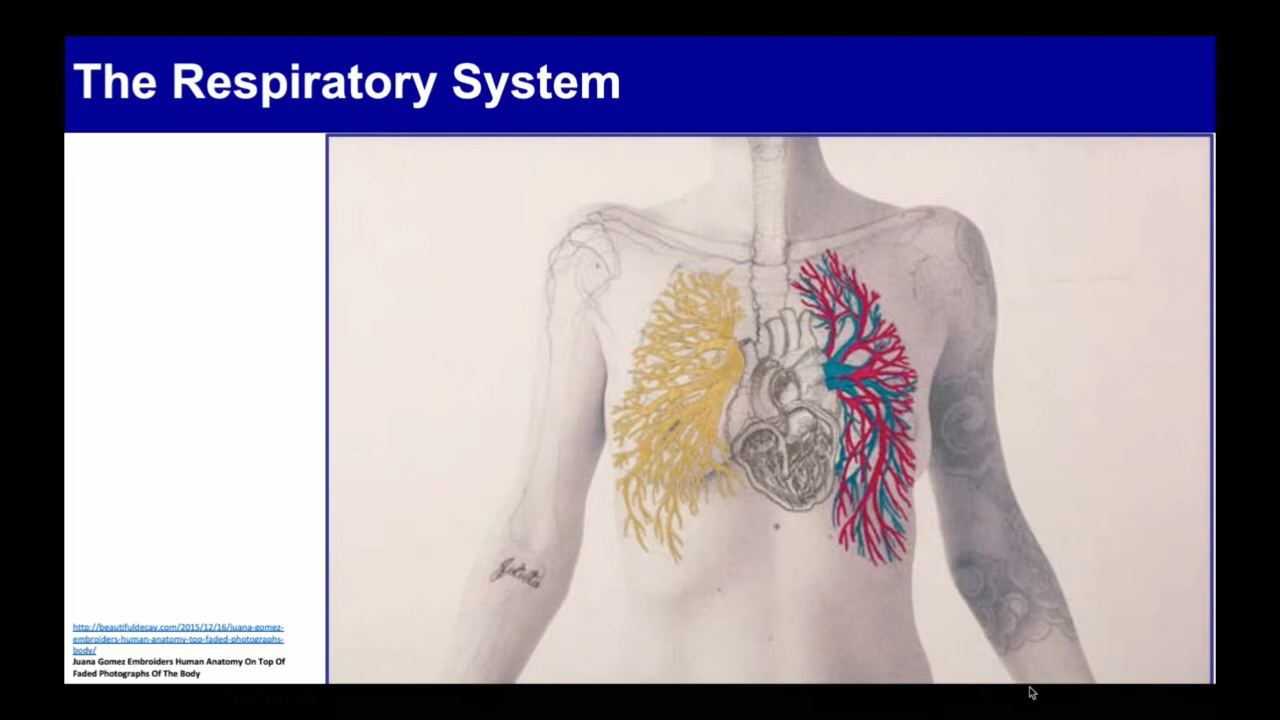 The Respiratory System
http://beautifuldecay.com/2015/12/16/juana-gomez-
embroiders-human-anatomy-top-faded-photographs-
body/
Juana Gomez Embroiders Human Anatomy On Top Of
Faded Photographs Of The Body